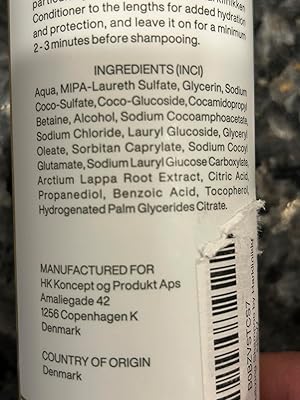 Conditioner to the lengths for added hydration
and protection, and leave it on for a minimum
2-3 minutes before shampooing.
INGREDIENTS (INCI)
Aqua, MIPA-Laureth Sulfate, Glycerin, Sodium
Coco-Sulfate, Coco-Glucoside, Cocamidopropyl
Betaine, Alcohol, Sodium Cocoamphoacetate,
Sodium Chloride, Lauryl Glucoside, Glyceryl
Oleate, Sorbitan Caprylate, Sodium Cocoyl
Glutamate, Sodium Lauryl Glucose Carboxylate,
Arctium Lappa Root Extract, Citric Acid,
Propanediol, Benzoic Acid, Tocopherol,
Hydrogenated Palm Glycerides Citrate.
MANUFACTURED FOR
HK Koncept og Produkt Aps
Amaliegade 42
1256 Copenhagen K
Denmark
COUNTRY OF ORIGIN
Denmark